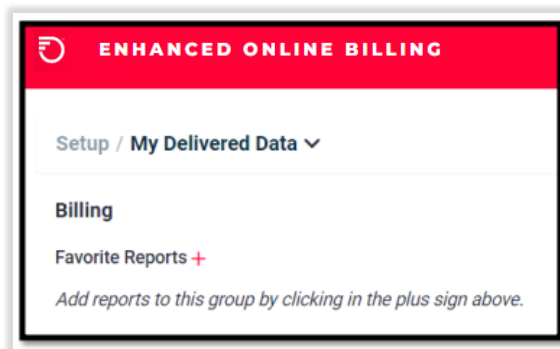 ENHANCED ONLINE BILLING
Setup / My Delivered Data
Billing
Favorite Reports +
Add reports to this group by clicking in the plus sign above.